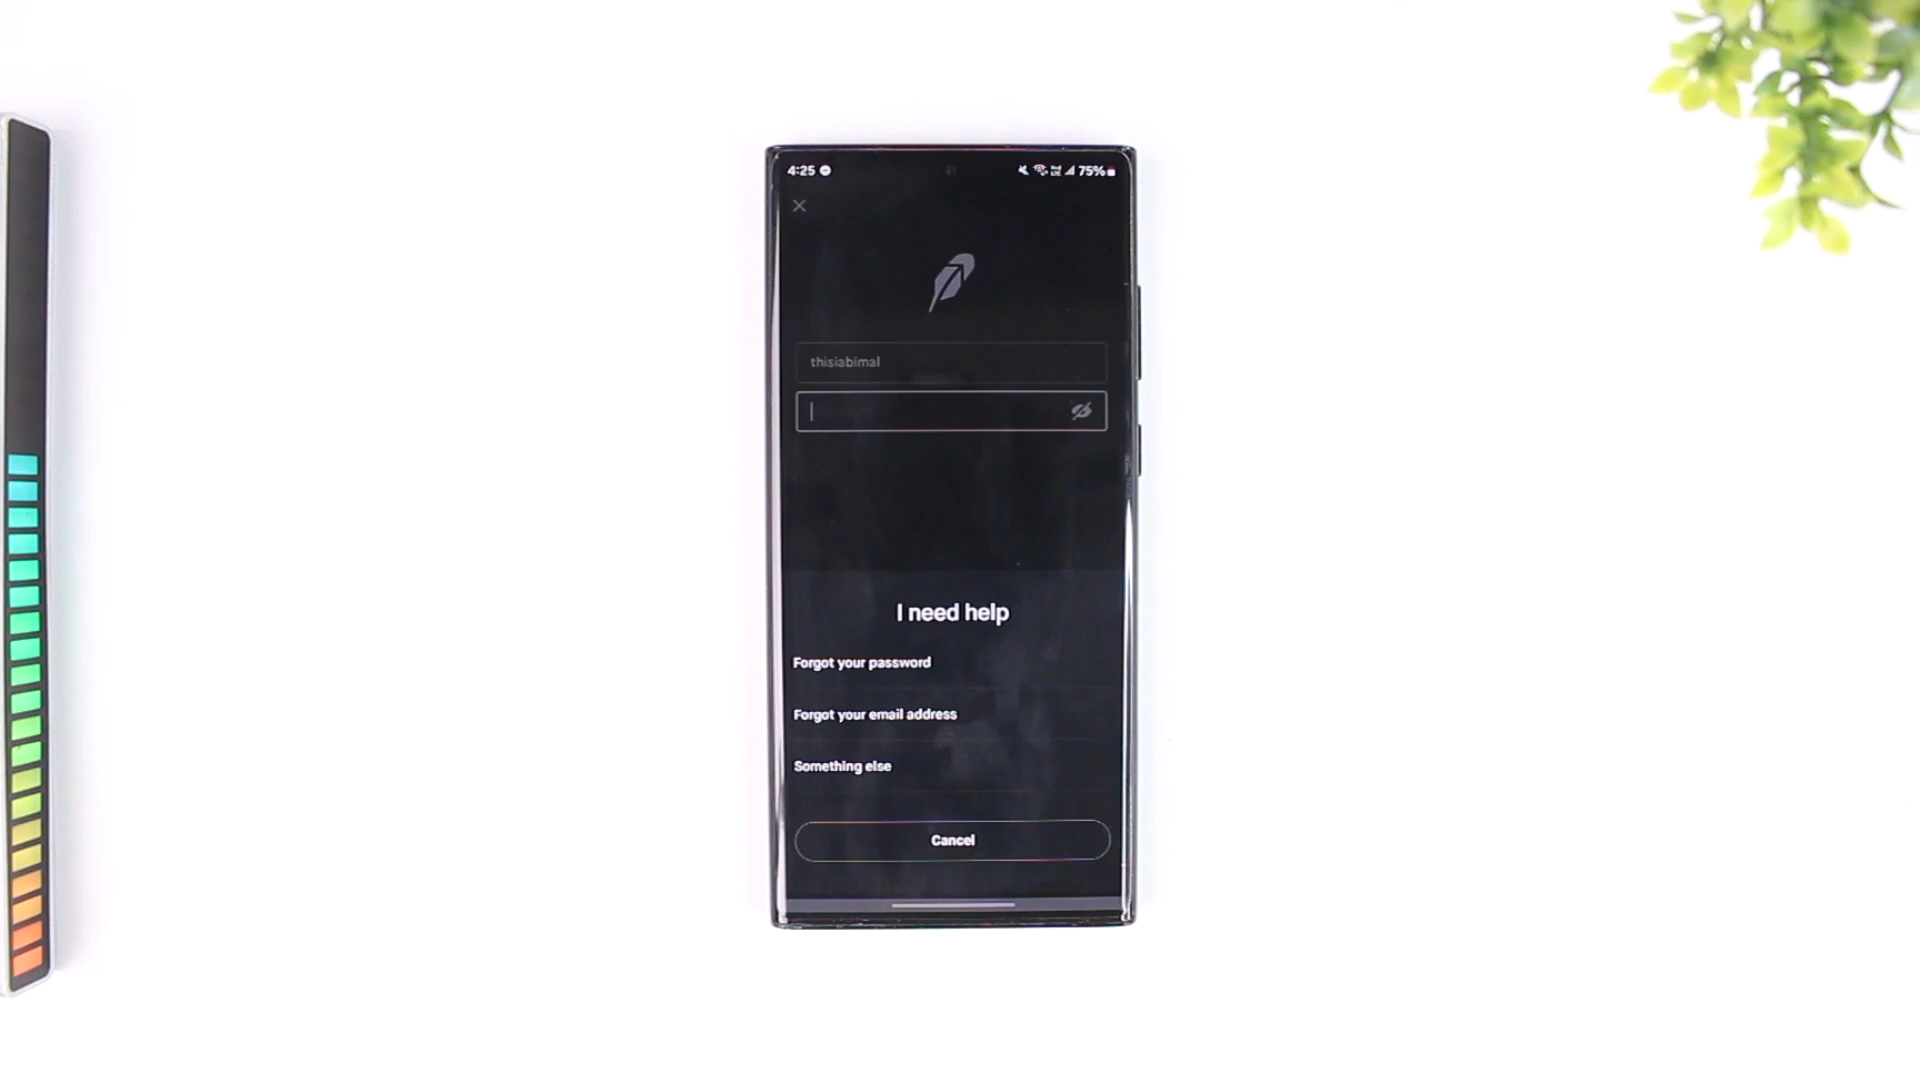 4:25
75%
thisiabimal
I need help
Forgot your password
Forgot your email address
Something else
Cancel